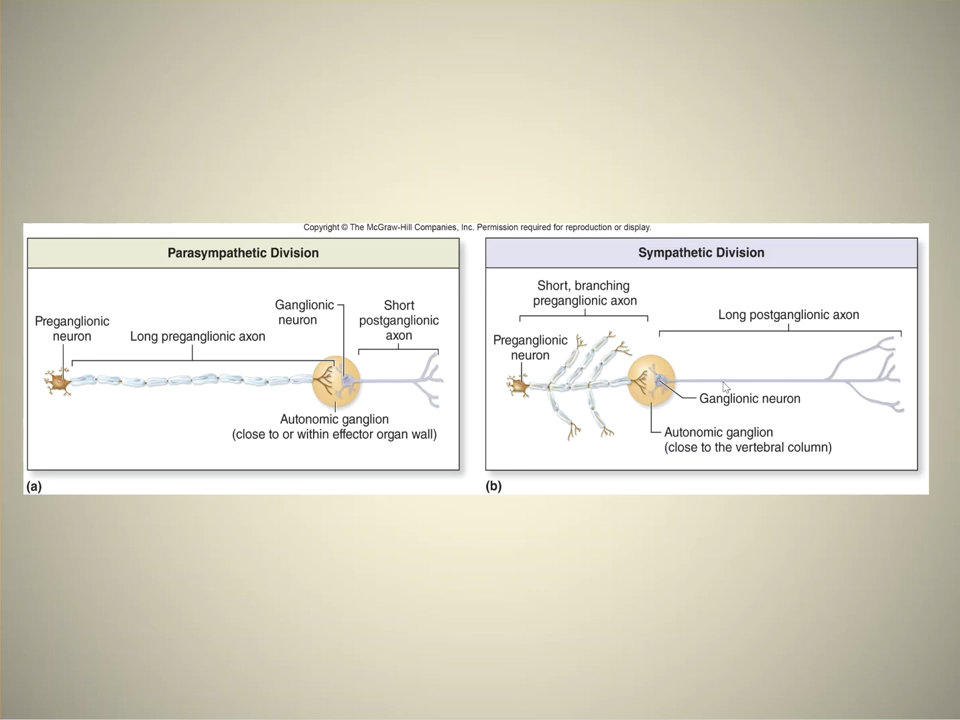 Copyright © The McGraw-Hill Companies, Inc. Permission required for reproduction or display.
Parasympathetic Division
Preganglionic
neuron
Long preganglionic axon
Ganglionic
neuron
Short
postganglionic
axon
Autonomic ganglion
(close to or within effector organ wall)
(a)
Sympathetic Division
Short, branching
preganglionic axon
Preganglionic
neuron
Long postganglionic axon
Ganglionic neuron
Autonomic ganglion
(close to the vertebral column)
(b)